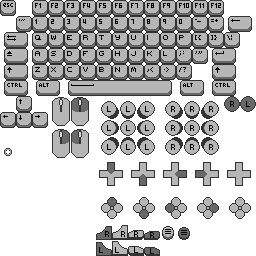 esc F1 F2 F3 F4 F5 F6 F7 F8 F9 F10 F11 F12
1 2 3 4 5 6 7 8 9 0
Q W E R T Y U I O P
A S D F G H J K L
Z X C V B N M
CTRL ALT ALT CTRL
R L
L L L R R R
L L L R R R
L L L R R R
R R R R
L L L L